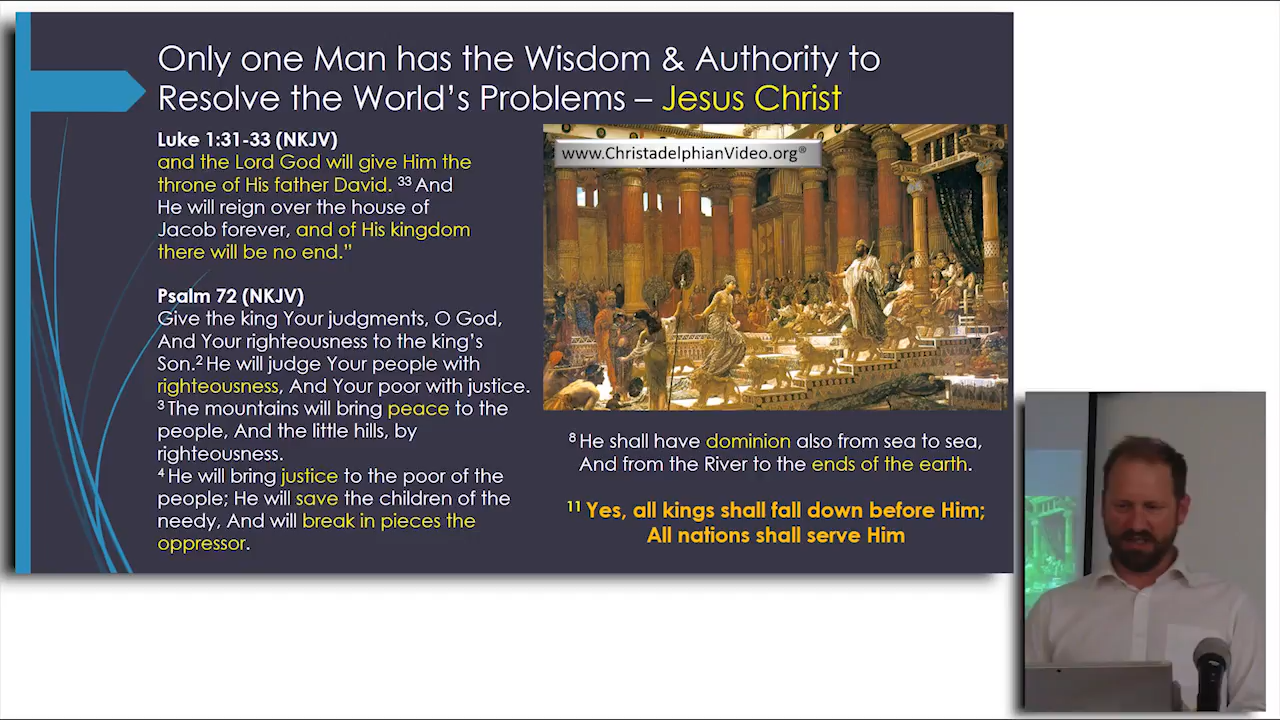 Only one Man has the Wisdom & Authority to
Resolve the World's Problems – Jesus Christ
Luke 1:31-33 (NKJV)
and the Lord God will give Him the
throne of His father David. 33 And
He will reign over the house of
Jacob forever, and of His kingdom
there will be no end.”
Psalm 72 (NKJV)
Give the king Your judgments, O God,
And Your righteousness to the king's
Son.2 He will judge Your people with
righteousness, And Your poor with justice.
3 The mountains will bring peace to the
people, And the little hills, by
righteousness.
4 He will bring justice to the poor of the
people; He will save the children of the
needy, And will break in pieces the
oppressor.
www.ChristadelphianVideo.org®
8 He shall have dominion also from sea to sea,
And from the River to the ends of the earth.
11 Yes, all kings shall fall down before Him;
All nations shall serve Him